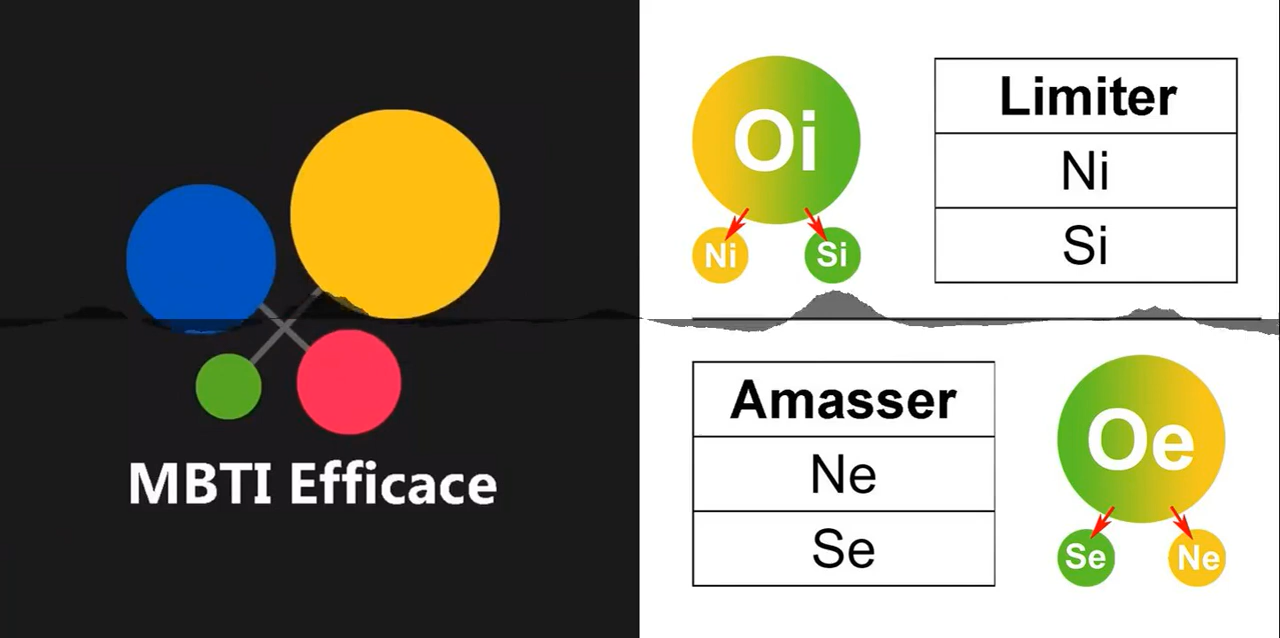 MBTI Efficace
Oi
Ni
Si
Limiter
Ni
Si
Amasser
Ne
Se
Oe
Se
Ne